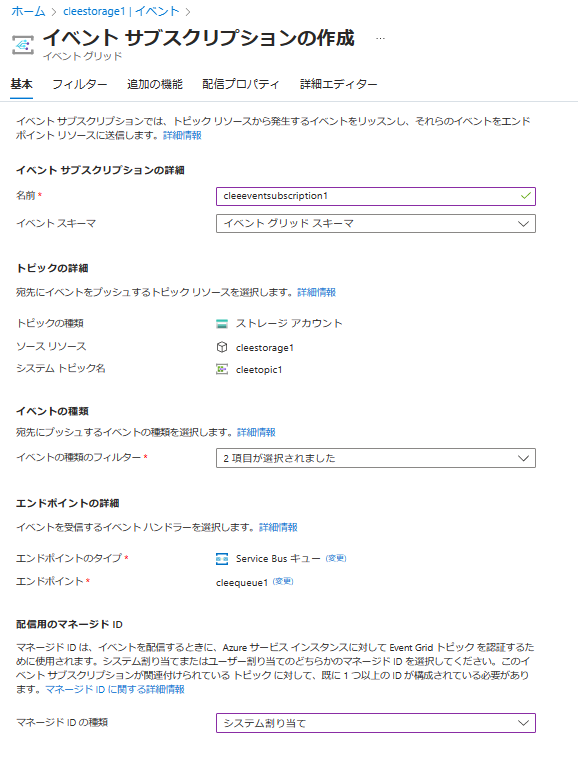 ホーム > cleestorage1 | イベント >
イベント サブスクリプションの作成 …
イベント グリッド
基本 フィルター 追加の機能 配信プロパティ 詳細エディター
イベント サブスクリプションでは、トピック リソースから発生するイベントをリッスンし、それらのイベントをエンド
ポイント リソースに送信します。詳細情報
イベント サブスクリプションの詳細
名前 * cleeeventsubscription1
イベント スキーマ イベント グリッド スキーマ
トピックの詳細
宛先にイベントをプッシュするトピック リソースを選択します。詳細情報
トピックの種類 ストレージ アカウント
ソース リソース cleestorage1
システム トピック名 cleetopic1
イベントの種類
宛先にプッシュするイベントの種類を選択します。詳細情報
イベントの種類のフィルター * 2 項目が選択されました
エンドポイントの詳細
イベントを受信するイベント ハンドラーを選択します。詳細情報
エンドポイントのタイプ * Service Bus キュー (変更)
エンドポイント * cleequeue1 (変更)
配信用のマネージド ID
マネージド ID は、イベントを配信するときに、Azure サービス インスタンスに対して Event Grid トピック を認証するた
めに使用されます。システム割り当てまたはユーザー割り当てのどちらかのマネージド ID を選択してください。このイ
ベント サブスクリプションが関連付けられている トピック に対して、既に 1 つ以上の ID が構成されている必要があり
ます。マネージド ID に関する詳細情報
マネージド ID の種類 システム割り当て